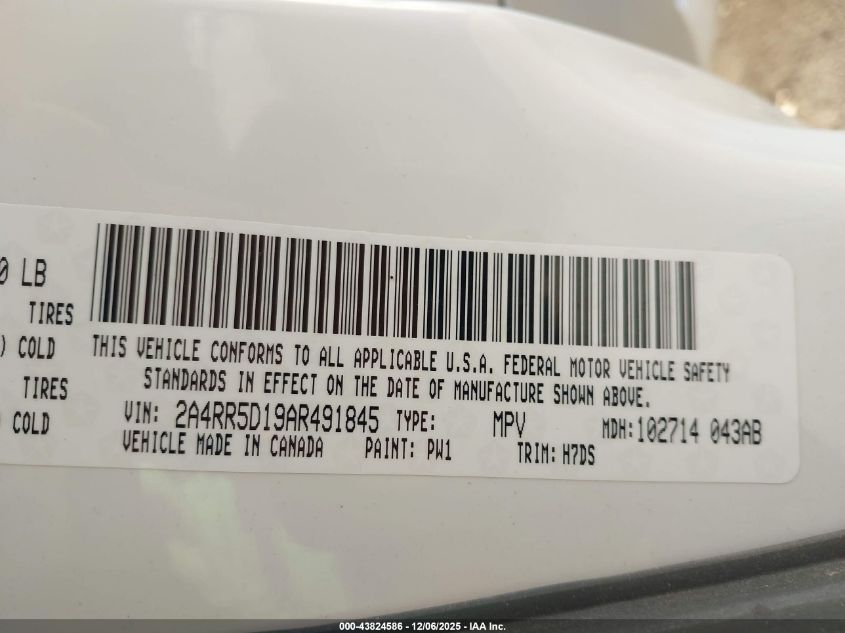 0 LB
TIRES
) COLD
TIRES
COLD
THIS VEHICLE CONFORMS TO ALL APPLICABLE U.S.A. FEDERAL MOTOR VEHICLE SAFETY
STANDARDS IN EFFECT ON THE DATE OF MANUFACTURE SHOWN ABOVE.
VIN: 2A4RR5D19AR491845 TYPE: MPV MDH:102714 043AB
VEHICLE MADE IN CANADA PAINT: PW1 TRIM: H7DS
000-43824586 - 12/06/2025 - IAA Inc.